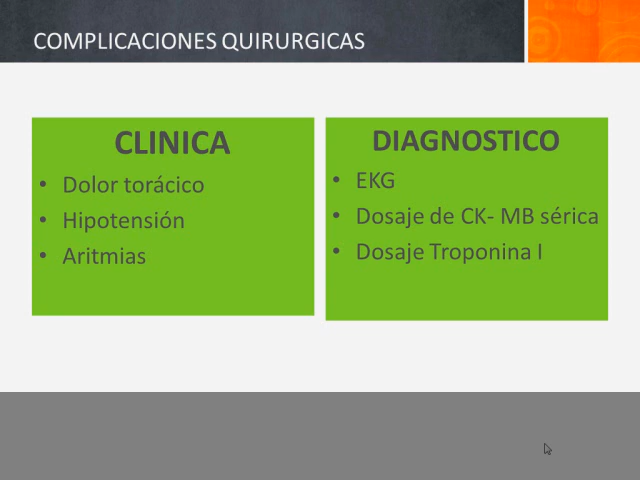 COMPLICACIONES QUIRURGICAS
CLINICA
• Dolor torácico
• Hipotensión
• Aritmias
DIAGNOSTICO
• EKG
• Dosaje de CK- MB sérica
• Dosaje Troponina I